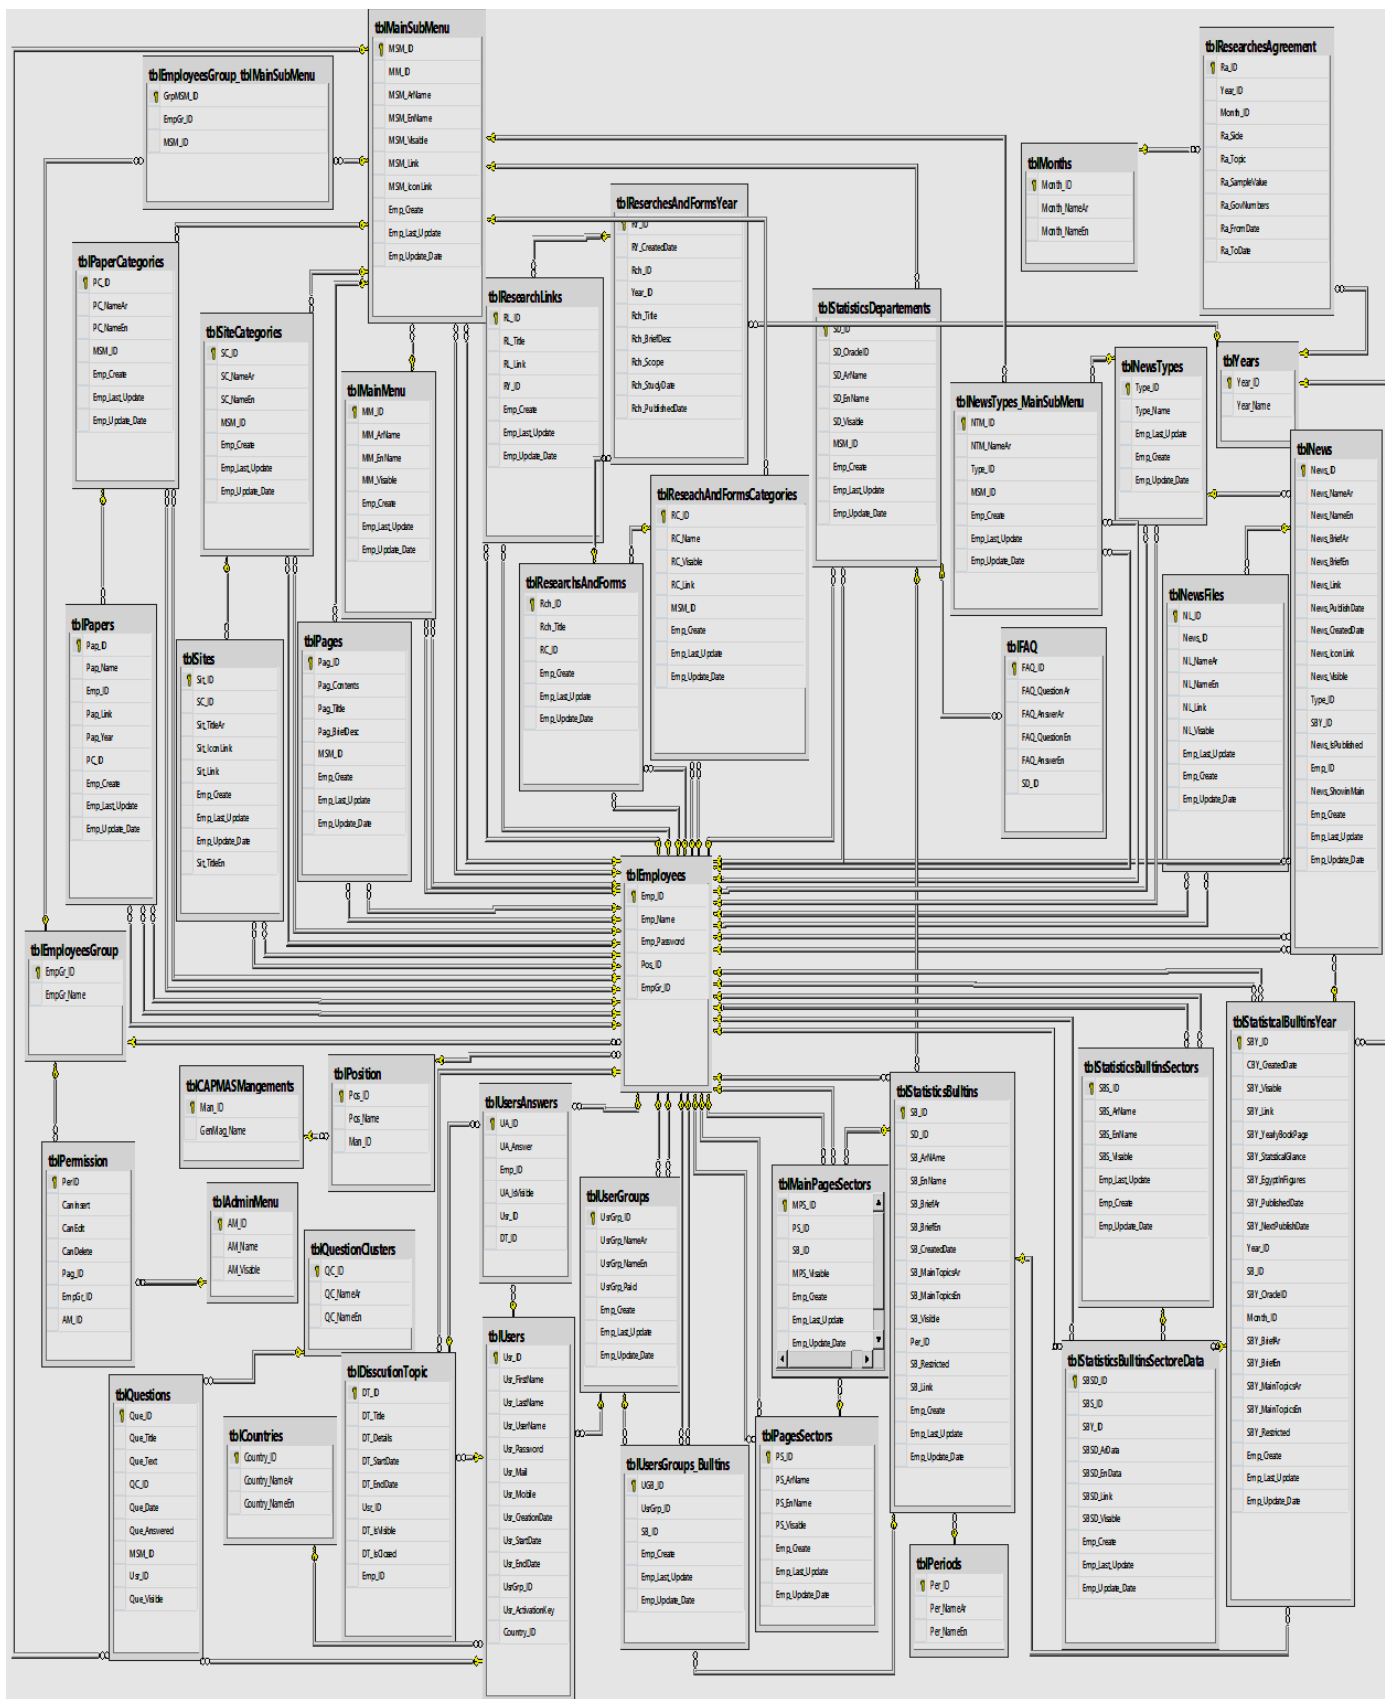 tblMainSubMenu
MSM_ID
MM_ID
MSM_ArName
MSM_EnName
MSM_Visable
MSM_Link
MSM_IconLink
Emp_Create
Emp_Last_Update
Emp_Update_Date
tblEmployeesGroup_tblMainSubMenu
GrpMSM_ID
EmpGr_ID
MSM_ID
tblResearchesAgreement
Ra_ID
Year_ID
Month_ID
Ra_Side
Ra_Topic
Ra_SampleValue
Ra_GovNumbers
Ra_FromDate
Ra_ToDate
tblMonths
Month_ID
Month_NameAr
Month_NameEn
tblReserchesAndFormsYear
RY_ID
RY_CreatedDate
Rch_ID
Year_ID
Rch_Title
Rch_BriefDesc
Rch_Scope
Rch_StudyDate
Rch_PublishedDate
tblPaperCategories
PC_ID
PC_NameAr
PC_NameEn
MSM_ID
Emp_Create
Emp_Last_Update
Emp_Update_Date
tblSiteCategories
SC_ID
SC_NameAr
SC_NameEn
MSM_ID
Emp_Create
Emp_Last_Update
Emp_Update_Date
tblMainMenu
MM_ID
MM_ArName
MM_EnName
MM_Visable
Emp_Create
Emp_Last_Update
Emp_Update_Date
tblResearchLinks
RL_ID
RL_Title
RL_Link
RY_ID
Emp_Create
Emp_Last_Update
Emp_Update_Date
tblStatisticsDepartements
SD_ID
SD_OracleID
SD_ArName
SD_EnName
SD_Visable
MSM_ID
Emp_Create
Emp_Last_Update
Emp_Update_Date
tblNewsTypes_MainSubMenu
NTM_ID
NTM_NameAr
Type_ID
MSM_ID
Emp_Create
Emp_Last_Update
Emp_Update_Date
tblNewsTypes
Type_ID
Type_Name
Emp_Last_Update
Emp_Create
Emp_Update_Date
tblYears
Year_ID
Year_Name
tblNews
News_ID
News_NameAr
News_NameEn
News_BriefAr
News_BriefEn
News_Link
News_PublishDate
News_CreatedDate
News_IconLink
News_Visible
Type_ID
SBY_ID
News_IsPublished
Emp_ID
News_ShowinMain
Emp_Create
Emp_Last_Update
Emp_Update_Date
tblReseachAndFormsCategories
RC_ID
RC_Name
RC_Visable
RC_Link
MSM_ID
Emp_Create
Emp_Last_Update
Emp_Update_Date
tblResearchsAndForms
Rch_ID
Rch_Title
RC_ID
Emp_Create
Emp_Last_Update
Emp_Update_Date
tblNewsFiles
NL_ID
News_ID
NL_NameAr
NL_NameEn
NL_Link
NL_Visable
Emp_Last_Update
Emp_Create
Emp_Update_Date
tblPapers
Pap_ID
Pap_Name
Emp_ID
Pap_Link
Pap_Year
PC_ID
Emp_Create
Emp_Last_Update
Emp_Update_Date
tblSites
Sit_ID
SC_ID
Sit_TitleAr
Sit_IconLink
Sit_Link
Emp_Create
Emp_Last_Update
Emp_Update_Date
Sit_TitleEn
tblPages
Pag_ID
Pag_Contents
Pag_Title
Pag_BriefDesc
MSM_ID
Emp_Create
Emp_Last_Update
Emp_Update_Date
tblFAQ
FAQ_ID
FAQ_QuestionAr
FAQ_AnswerAr
FAQ_QuestionEn
FAQ_AnswerEn
SD_ID
tblEmployees
Emp_ID
Emp_Name
Emp_Password
Pos_ID
EmpGr_ID
tblEmployeesGroup
EmpGr_ID
EmpGr_Name
tblCAPMASMangements
Man_ID
GenMag_Name
tblPosition
Pos_ID
Pos_Name
Man_ID
tblUsersAnswers
UA_ID
UA_Answer
Emp_ID
UA_IsVisible
Usr_ID
DT_ID
tblStatisticsBulltins
SB_ID
SD_ID
SB_ArNAme
SB_EnName
SB_BriefAr
SB_BriefEn
SB_CreatedDate
SB_MainTopicsAr
SB_MainTopicsEn
SB_Visible
Per_ID
SB_Restricted
SB_Link
Emp_Create
Emp_Last_Update
Emp_Update_Date
tblStatisticsBulltinsSectors
SBS_ID
SBS_ArName
SBS_EnName
SBS_Visable
Emp_Last_Update
Emp_Create
Emp_Update_Date
tblStatistcalBulltinsYear
SBY_ID
CBY_CreatedDate
SBY_Visable
SBY_Link
SBY_YearlyBookPage
SBY_StatisticalGlance
SBY_EgyptInFigures
SBY_PublishedDate
SBY_NextPublishDate
Year_ID
SB_ID
SBY_OracleID
Month_ID
SBY_BriefAr
SBY_BriefEn
SBY_MainTopicsAr
SBY_MainTopicsEn
SBY_Restricted
Emp_Create
Emp_Last_Update
Emp_Update_Date
tblPermission
PerID
CanInsert
CanEdit
CanDelete
Pag_ID
EmpGr_ID
AM_ID
tblAdminMenu
AM_ID
AM_Name
AM_Visable
tblQuestionClusters
QC_ID
QC_NameAr
QC_NameEn
tblUserGroups
UsrGrp_ID
UsrGrp_NameAr
UsrGrp_NameEn
UsrGrp_Paid
Emp_Create
Emp_Last_Update
Emp_Update_Date
tblMainPagesSectors
MPS_ID
PS_ID
SB_ID
MPS_Visable
Emp_Create
Emp_Last_Update
Emp_Update_Date
tblUsers
Usr_ID
Usr_FirstName
Usr_LastName
Usr_UserName
Usr_Password
Usr_Mail
Usr_Mobile
Usr_CreationDate
Usr_StartDate
Usr_EndDate
UsrGrp_ID
Usr_ActivationKey
Country_ID
tblDisscutionTopic
DT_ID
DT_Title
DT_Details
DT_StartDate
DT_EndDate
Usr_ID
DT_IsVisible
DT_IsClosed
Emp_ID
tblStatisticsBulltinsSectoreData
SBSD_ID
SBS_ID
SBY_ID
SBSD_ArData
SBSD_EnData
SBSD_Link
SBSD_Visable
Emp_Create
Emp_Last_Update
Emp_Update_Date
tblQuestions
Que_ID
Que_Title
Que_Text
QC_ID
Que_Date
Que_Answered
MSM_ID
Usr_ID
Que_Visible
tblCountries
Country_ID
Country_NameAr
Country_NameEn
tblUsersGroups_Bulltins
UGB_ID
UsrGrp_ID
SB_ID
Emp_Create
Emp_Last_Update
Emp_Update_Date
tblPagesSectors
PS_ID
PS_ArName
PS_EnName
PS_Visable
Emp_Create
Emp_Last_Update
Emp_Update_Date
tblPeriods
Per_ID
Per_NameAr
Per_NameEn